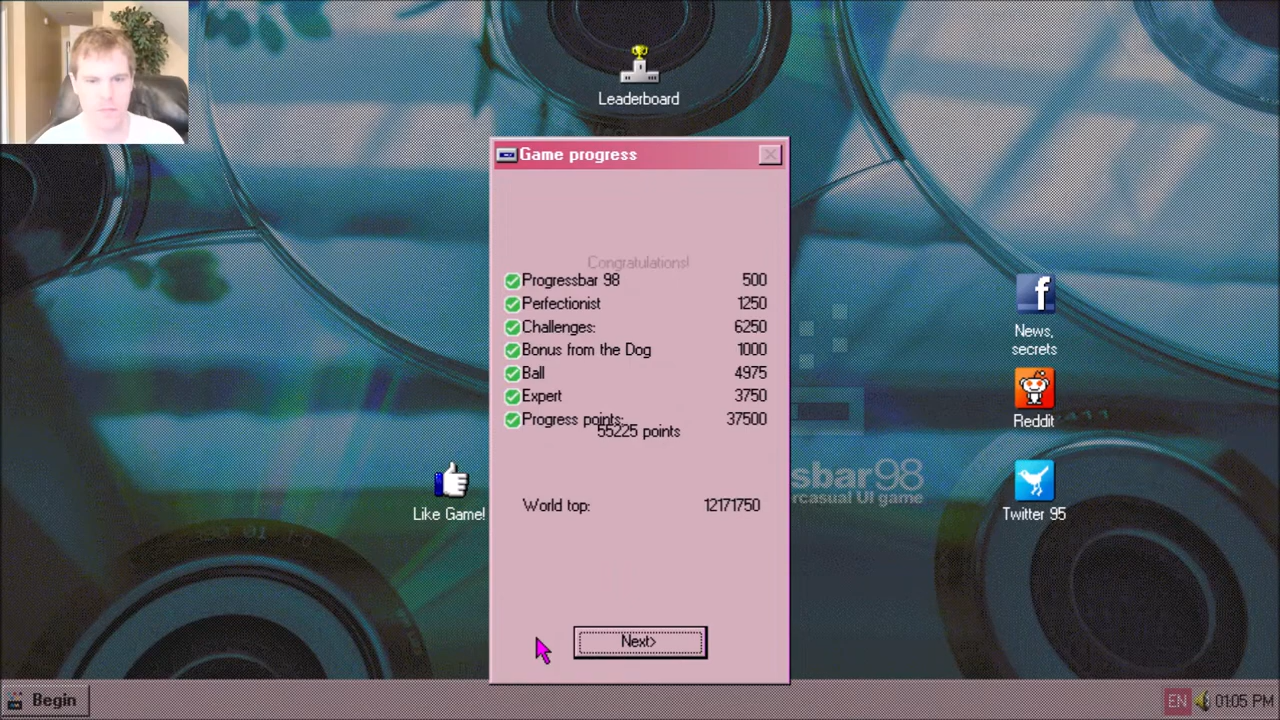 Leaderboard
Game progress
Congratulations!
Progressbar 98 500
Perfectionist 1250
Challenges: 6250
Bonus from the Dog 1000
Ball 4975
Expert 3750
Progress points: 37500
55225 points
World top: 12171750
Next>
Like Game!
News,
secrets
Reddit
Twitter 95
sbar98
rcasual UI game
Begin
EN 01:05 PM